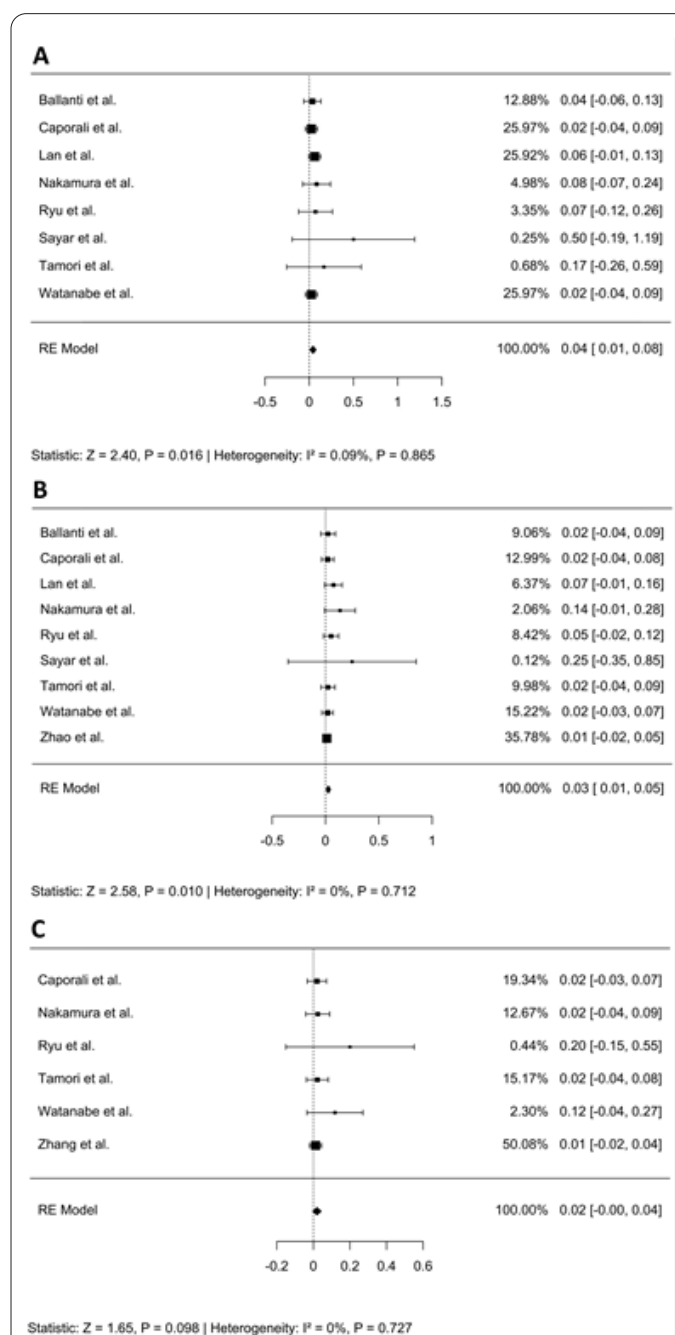 A
Ballanti et al. 12.88% 0.04 [-0.06, 0.13]
Caporali et al. 25.97% 0.02 [-0.04, 0.09]
Lan et al. 25.92% 0.06 [-0.01, 0.13]
Nakamura et al. 4.98% 0.08 [-0.07, 0.24]
Ryu et al. 3.35% 0.07 [-0.12, 0.26]
Sayar et al. 0.25% 0.50 [-0.19, 1.19]
Tamori et al. 0.68% 0.17 [-0.26, 0.59]
Watanabe et al. 25.97% 0.02 [-0.04, 0.09]
RE Model 100.00% 0.04 [ 0.01, 0.08]
-0.5 0 0.5 1 1.5
Statistic: Z = 2.40, P = 0.016 | Heterogeneity: I² = 0.09%, P = 0.865
B
Ballanti et al. 9.06% 0.02 [-0.04, 0.09]
Caporali et al. 12.99% 0.02 [-0.04, 0.08]
Lan et al. 6.37% 0.07 [-0.01, 0.16]
Nakamura et al. 2.06% 0.14 [-0.01, 0.28]
Ryu et al. 8.42% 0.05 [-0.02, 0.12]
Sayar et al. 0.12% 0.25 [-0.35, 0.85]
Tamori et al. 9.98% 0.02 [-0.04, 0.09]
Watanabe et al. 15.22% 0.02 [-0.03, 0.07]
Zhao et al. 35.78% 0.01 [-0.02, 0.05]
RE Model 100.00% 0.03 [ 0.01, 0.05]
-0.5 0 0.5 1
Statistic: Z = 2.58, P = 0.010 | Heterogeneity: I² = 0%, P = 0.712
C
Caporali et al. 19.34% 0.02 [-0.03, 0.07]
Nakamura et al. 12.67% 0.02 [-0.04, 0.09]
Ryu et al. 0.44% 0.20 [-0.15, 0.55]
Tamori et al. 15.17% 0.02 [-0.04, 0.08]
Watanabe et al. 2.30% 0.12 [-0.04, 0.27]
Zhang et al. 50.08% 0.01 [-0.02, 0.04]
RE Model 100.00% 0.02 [-0.00, 0.04]
-0.2 0 0.2 0.4 0.6
Statistic: Z = 1.65, P = 0.098 | Heterogeneity: I² = 0%, P = 0.727